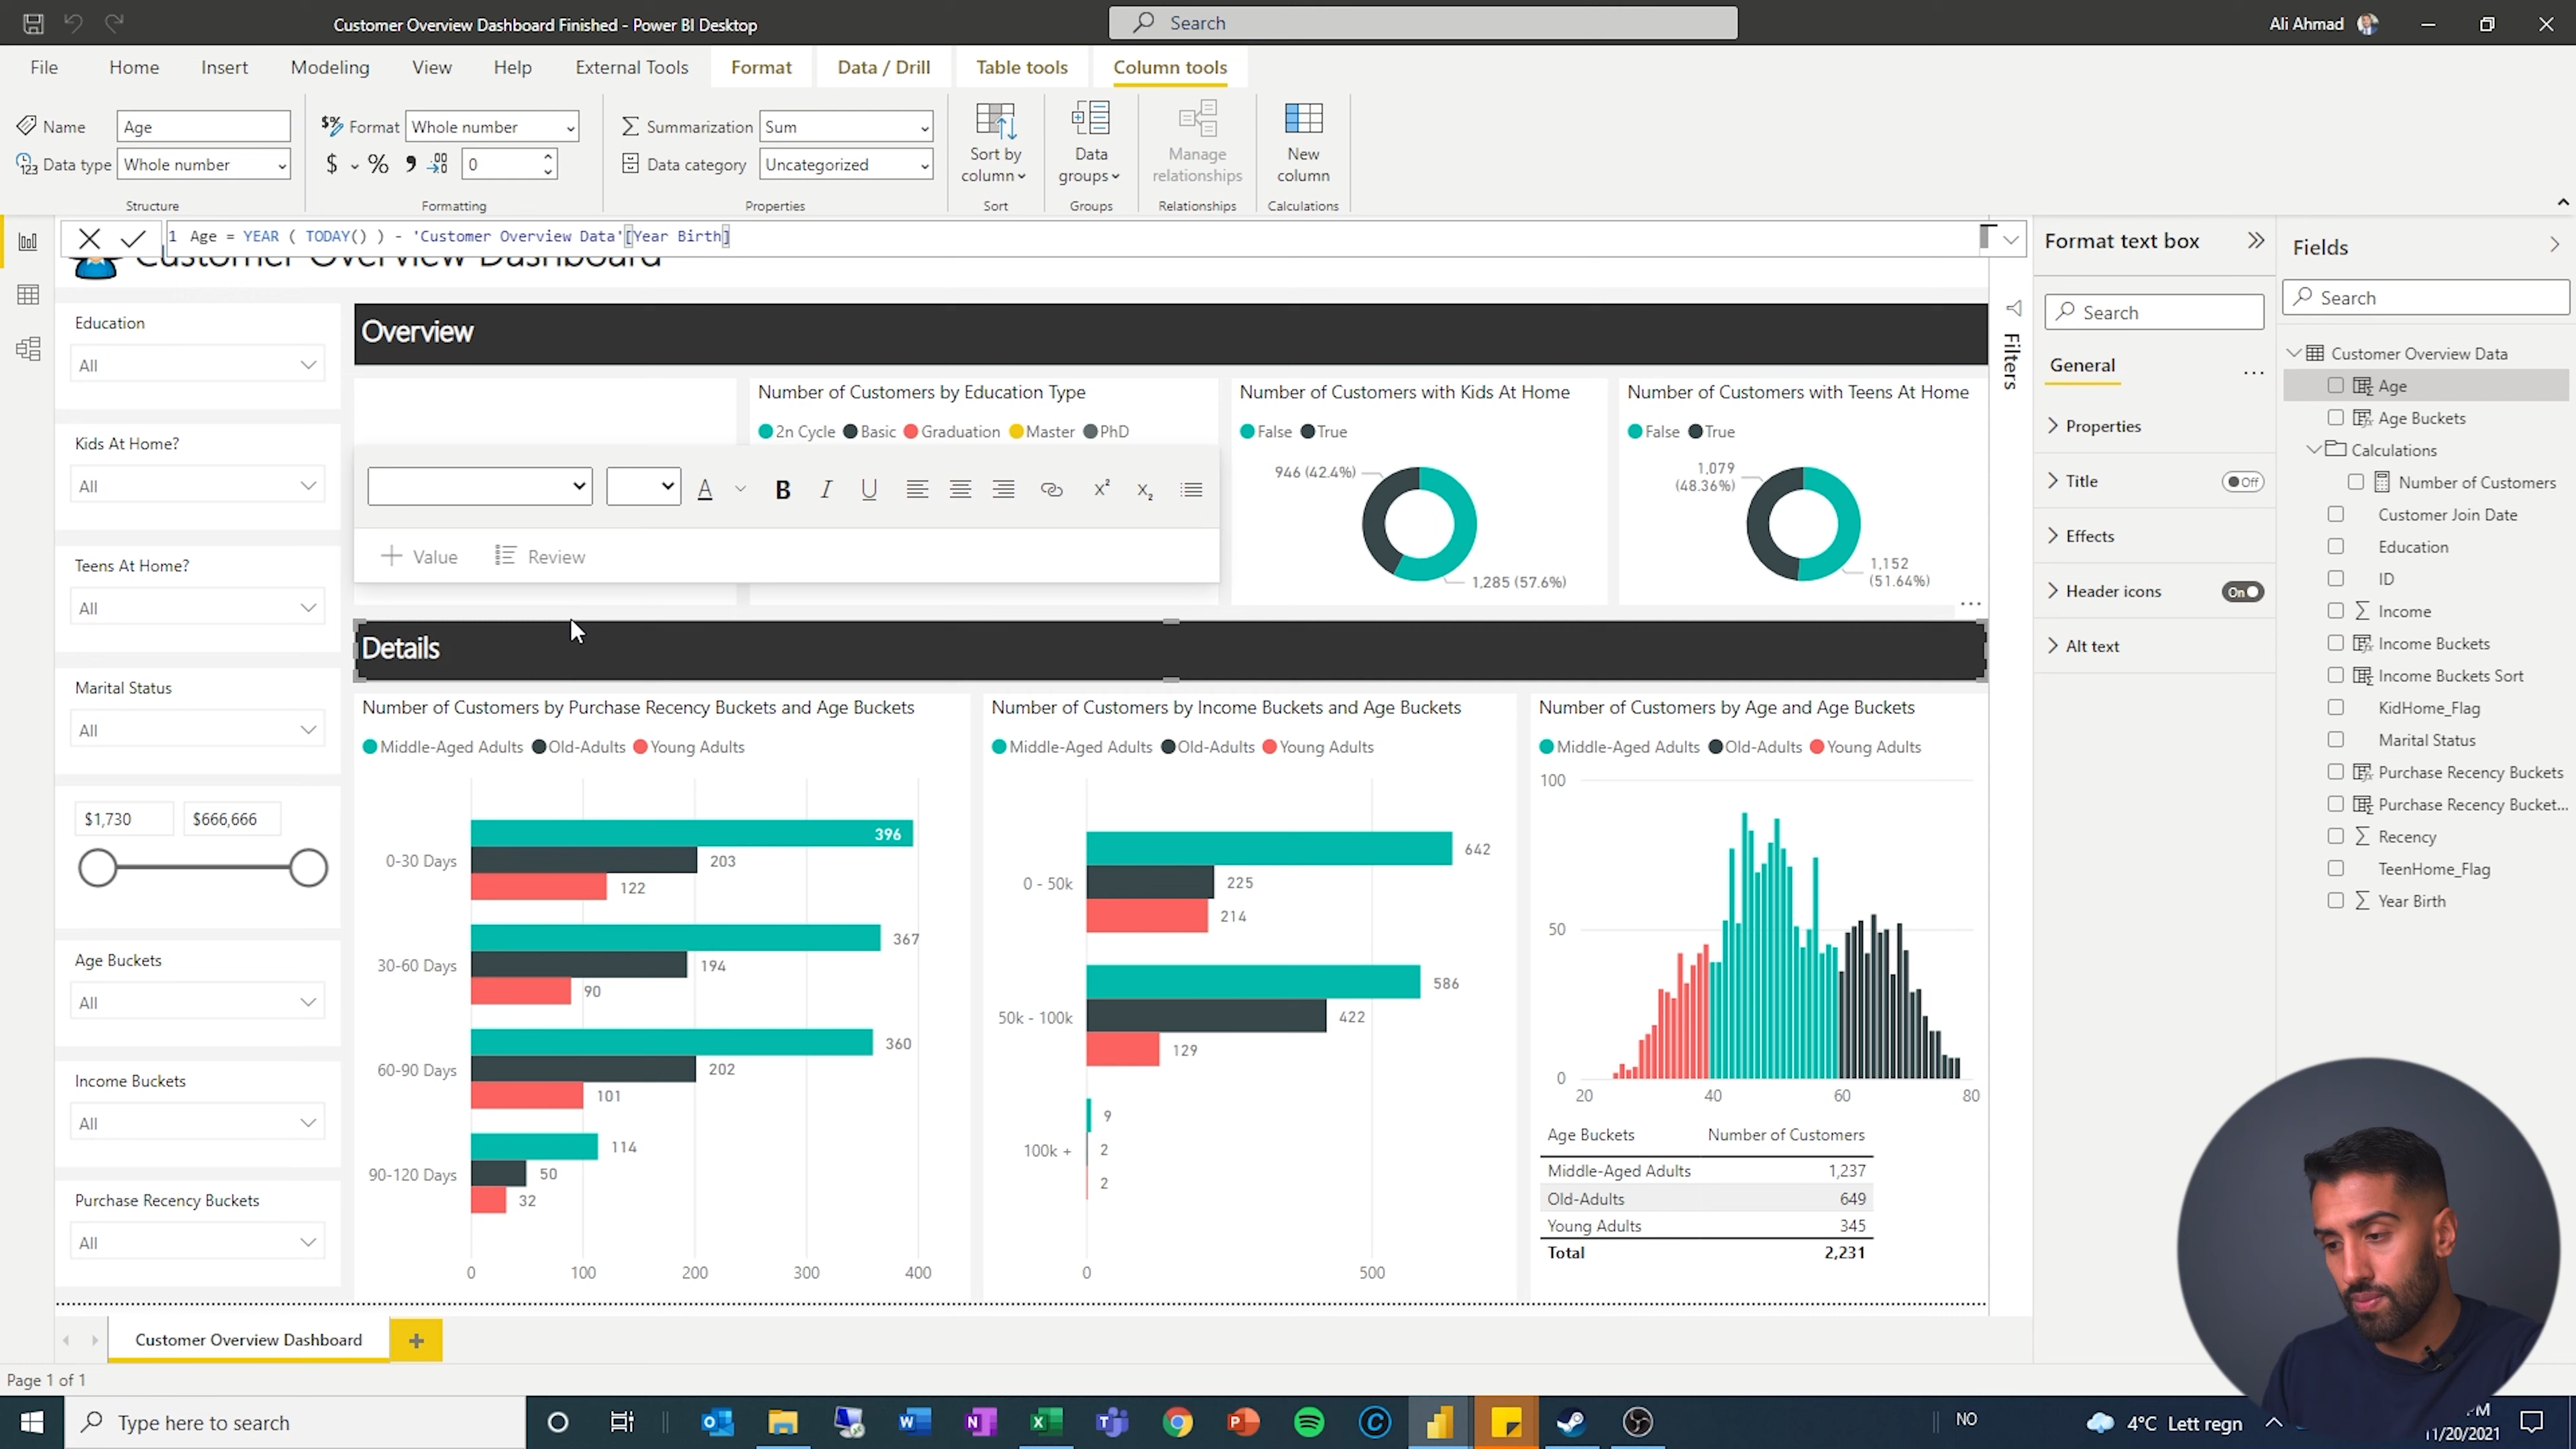 Customer Overview Dashboard Finished - Power BI Desktop
Search
Ali Ahmad
File Home Insert Modeling View Help External Tools Format Data / Drill Table tools Column tools
Name Age
Data type Whole number
Structure
Format Whole number
$ % 0
Formatting
Summarization Sum
Data category Uncategorized
Properties
Sort by column
Sort
Data groups
Groups
Manage relationships
Relationships
New column
Calculations
1 Age = YEAR ( TODAY() ) - 'Customer Overview Data'[Year Birth]
Customer Overview Dashboard
Education
All
Kids At Home?
All
Teens At Home?
All
Marital Status
All
$1,730 $666,666
Age Buckets
All
Income Buckets
All
Purchase Recency Buckets
All
Overview
Number of Customers by Education Type
2n Cycle Basic Graduation Master PhD
A B I U x² x₂
Value Review
Number of Customers with Kids At Home
False True
946 (42.4%)
1,285 (57.6%)
Number of Customers with Teens At Home
False True
1,079
(48.36%)
1,152
(51.64%)
Details
Number of Customers by Purchase Recency Buckets and Age Buckets
Middle-Aged Adults Old-Adults Young Adults
0-30 Days
396
203
122
30-60 Days
367
194
90
60-90 Days
360
202
101
90-120 Days
114
50
32
0 100 200 300 400
Number of Customers by Income Buckets and Age Buckets
Middle-Aged Adults Old-Adults Young Adults
0 - 50k
642
225
214
50k - 100k
586
422
129
100k +
9
2
2
0 500
Number of Customers by Age and Age Buckets
Middle-Aged Adults Old-Adults Young Adults
100
50
0
20 40 60 80
Age Buckets Number of Customers
Middle-Aged Adults 1,237
Old-Adults 649
Young Adults 345
Total 2,231
Filters
Format text box
Search
General
Properties
Title Off
Effects
Header icons On
Alt text
Fields
Search
Customer Overview Data
Age
Age Buckets
Calculations
Number of Customers
Customer Join Date
Education
ID
Income
Income Buckets
Income Buckets Sort
KidHome_Flag
Marital Status
Purchase Recency Buckets
Purchase Recency Bucket...
Recency
TeenHome_Flag
Year Birth
Customer Overview Dashboard
Page 1 of 1
Type here to search
NO
4°C Lett regn
11/20/2021